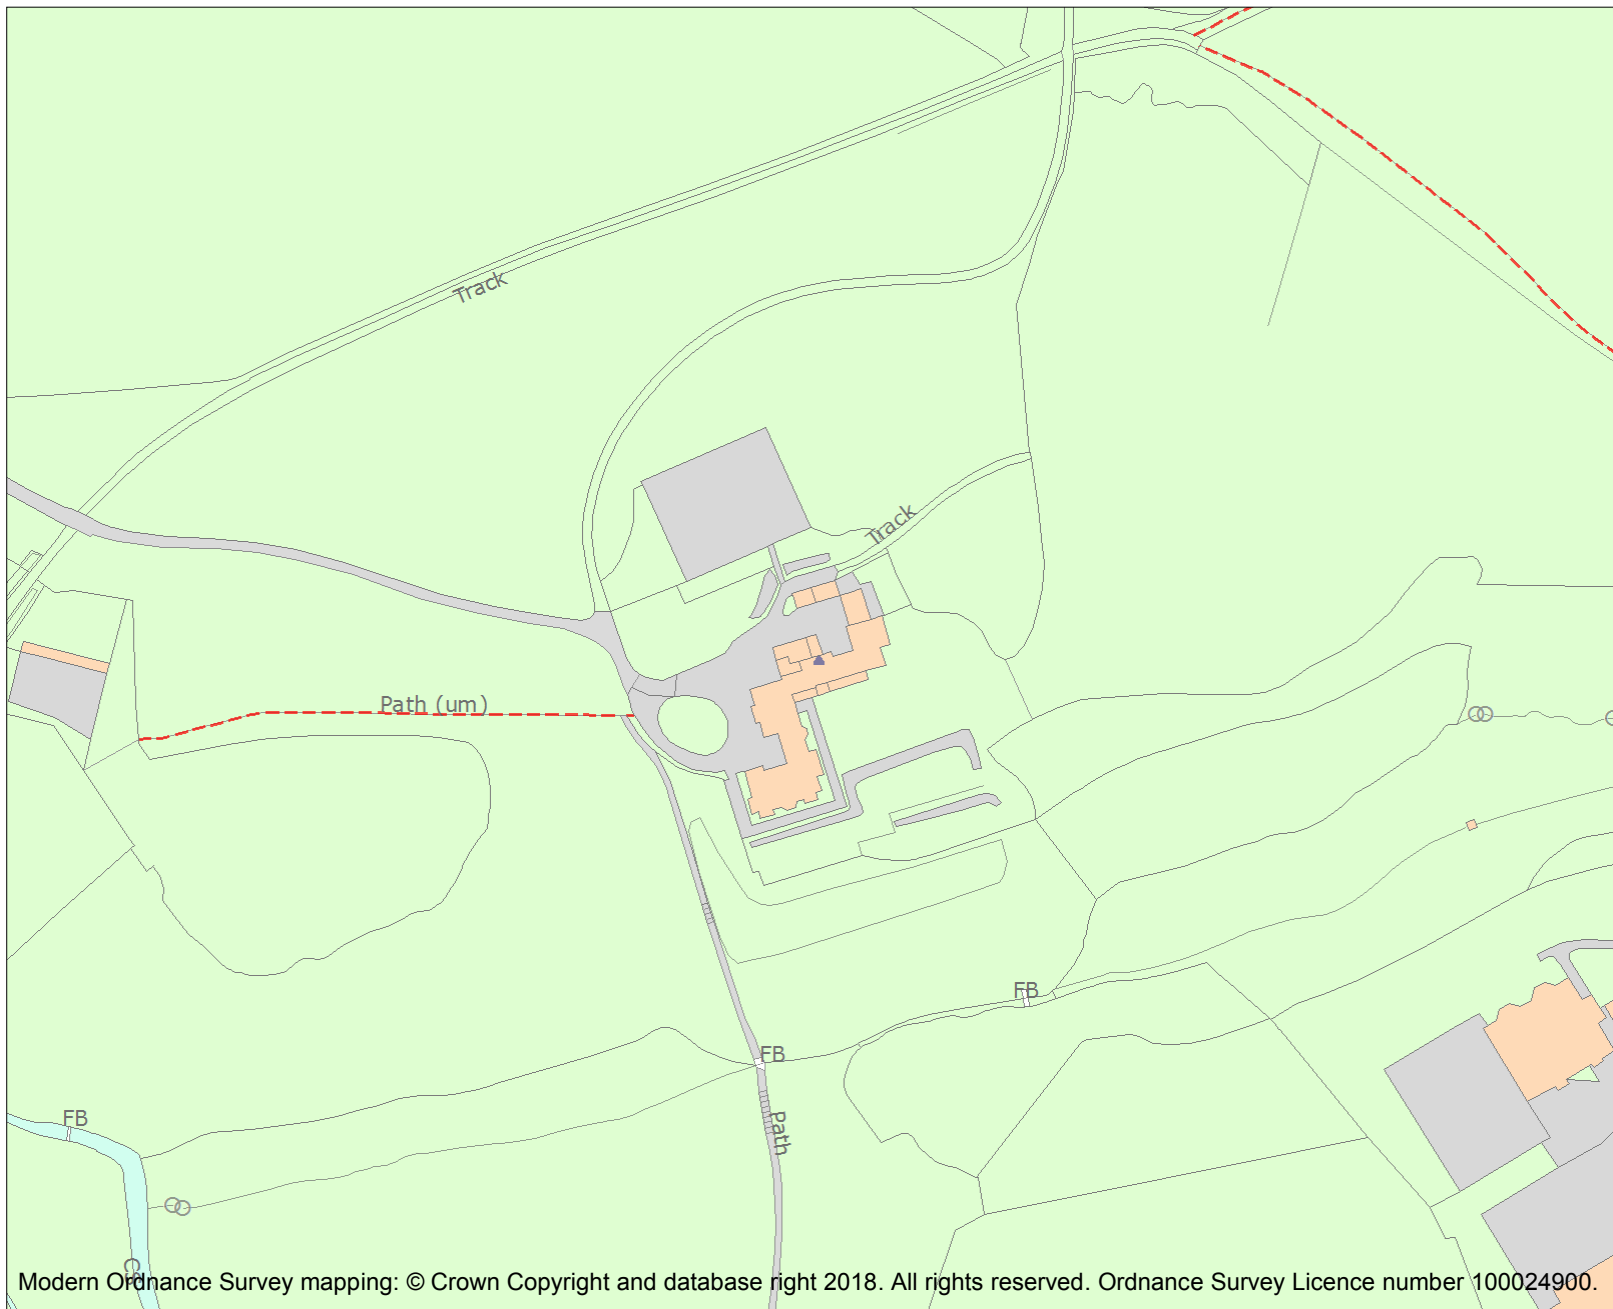 Track
Track
Path (um)
FB
FB
FB
Path
CS
Modern Ordnance Survey mapping: © Crown Copyright and database right 2018. All rights reserved. Ordnance Survey Licence number 100024900.